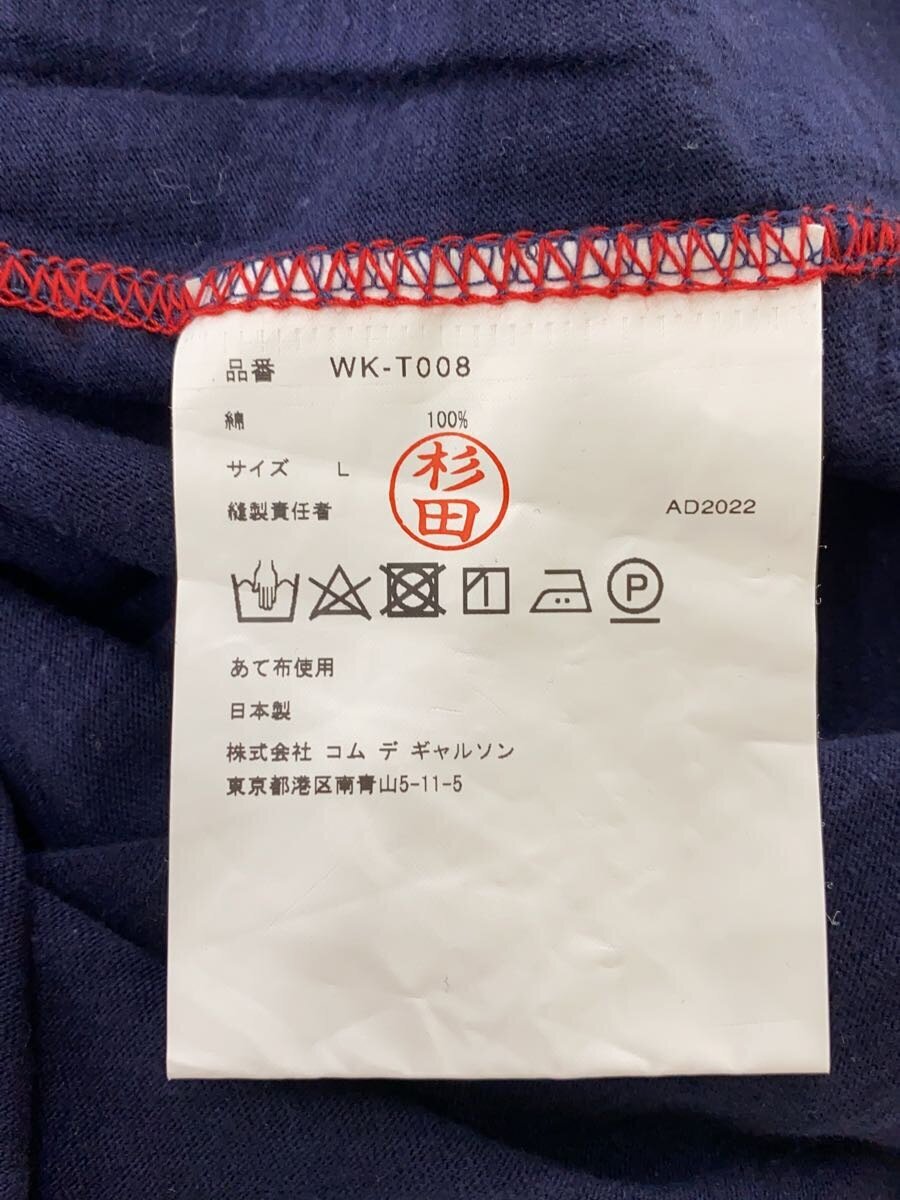 品番 WK-T008
綿 100%
サイズ L
縫製責任者 杉田 AD2022
P
あて布使用
日本製
株式会社 コム デ ギャルソン
東京都港区南青山5-11-5